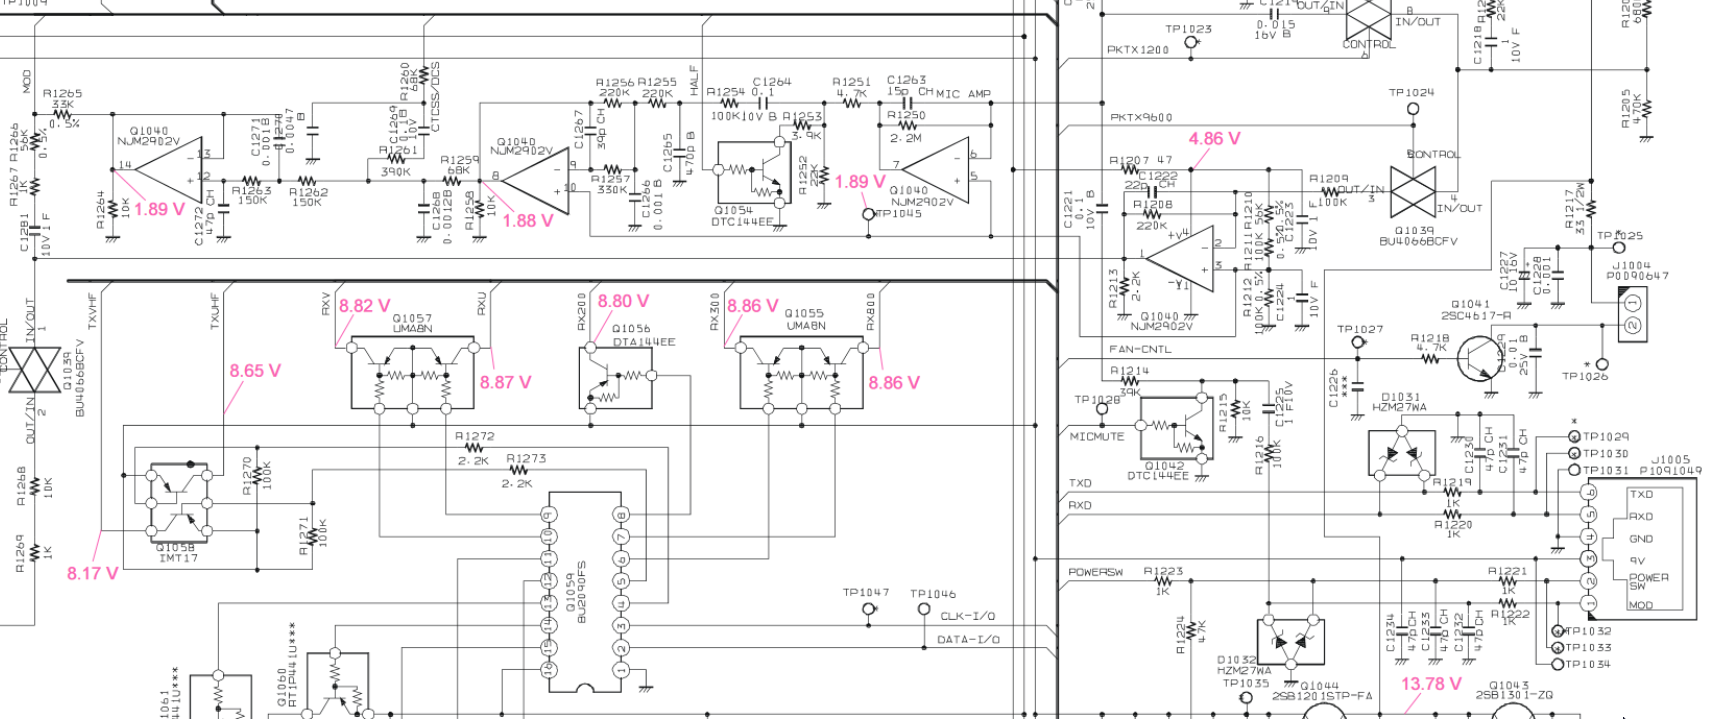 TP1009
MOD
R1265
33K
0.5%
R1266
56K
0.5%
R1267
1K
C1281
10V 1 F
Q1040
NJM2902V
14
13
12
R1264
10K
1.89 V
C1272
47p CH
R1263
150K
C1271
0.001B
C1270
0.0047
B
R1262
150K
R1260
68K
CTCSS/DCS
C1269
0.1
10V B
R1261
390K
C1268
0.0012B
R1259
68K
R1258
10K
Q1040
NJM2902V
8
9
10
1.88 V
C1267
39p CH
R1256
220K
R1255
220K
R1257
330K
C1266
0.001 B
C1265
470p B
HALF
R1254
100K
C1264
0.1
10V B
R1253
3.9K
R1252
22K
Q1054
DTC144EE
R1251
4.7K
C1263
15p CH
MIC AMP
R1250
2.2M
7
6
5
1.89 V
Q1040
NJM2902V
TP1045
TP1023
PKTX1200
0.015
16V B
OUT/IN
8
IN/OUT
CONTROL
6
C1218
10V F
22K
680
R1205
470K
TP1024
PKTX9600
4.86 V
CONTROL
5
R1207 47
C1222
22p CH
R1208
220K
C1221
0.1
10V B
R1213
2.2K
1
+V 4
2
3
-V 11
Q1040
NJM2902V
R1210
56K
0.5%
C1223
10V 1 F
R1211
100K
0.5%
R1212
100K
0.5%
C1224
1
10V F
R1209
100K
OUT/IN
3
4
IN/OUT
Q1039
BU4066BCFV
R1217
33 1/2W
TP1025
C1227
10 16V
C1228
0.001
J1004
P0090647
1
2
TP1026
Q1041
2SC4617-R
R1218
4.7K
C1229
0.01
25V B
TP1027
FAN-CNTL
C1226
***
R1214
39K
TP1028
MICMUTE
Q1042
DTC144EE
R1215
10K
C1225
1 F10V
R1216
100K
D1031
HZM27WA
C1230
47p CH
C1231
47p CH
*
TP1029
TP1030
TP1031
J1005
P1091049
TXD
R1219
1K
6
TXD
RXD
R1220
1K
5
RXD
4
GND
3
9V
POWERSW
R1223
1K
R1221
1K
2
POWER
SW
R1222
1K
1
MOD
R1224
47K
D1032
HZM27WA
TP1035
C1234
47p CH
C1233
47p CH
C1232
47p CH
TP1032
TP1033
TP1034
13.78 V
Q1044
2SB1201STP-FA
Q1043
2SB1301-ZQ
CONTROL
IN/OUT
1
Q1039
BU4066BCFV
OUT/IN
2
R1268
10K
R1269
1K
TXVHF
TXUHF
8.65 V
8.17 V
Q1058
IMT17
R1270
100K
R1271
100K
RXV
8.82 V
Q1057
UMA8N
RXU
8.87 V
RX200
8.80 V
Q1056
DTA144EE
RX300
8.86 V
Q1055
UMA8N
RX800
8.86 V
R1272
2.2K
R1273
2.2K
Q1059
BU2090FS
9
10
11
12
13
14
15
16
8
7
6
5
4
3
2
1
TP1047
TP1046
CLK-I/O
DATA-I/O
Q1060
RT1P441U***
1061
441U***